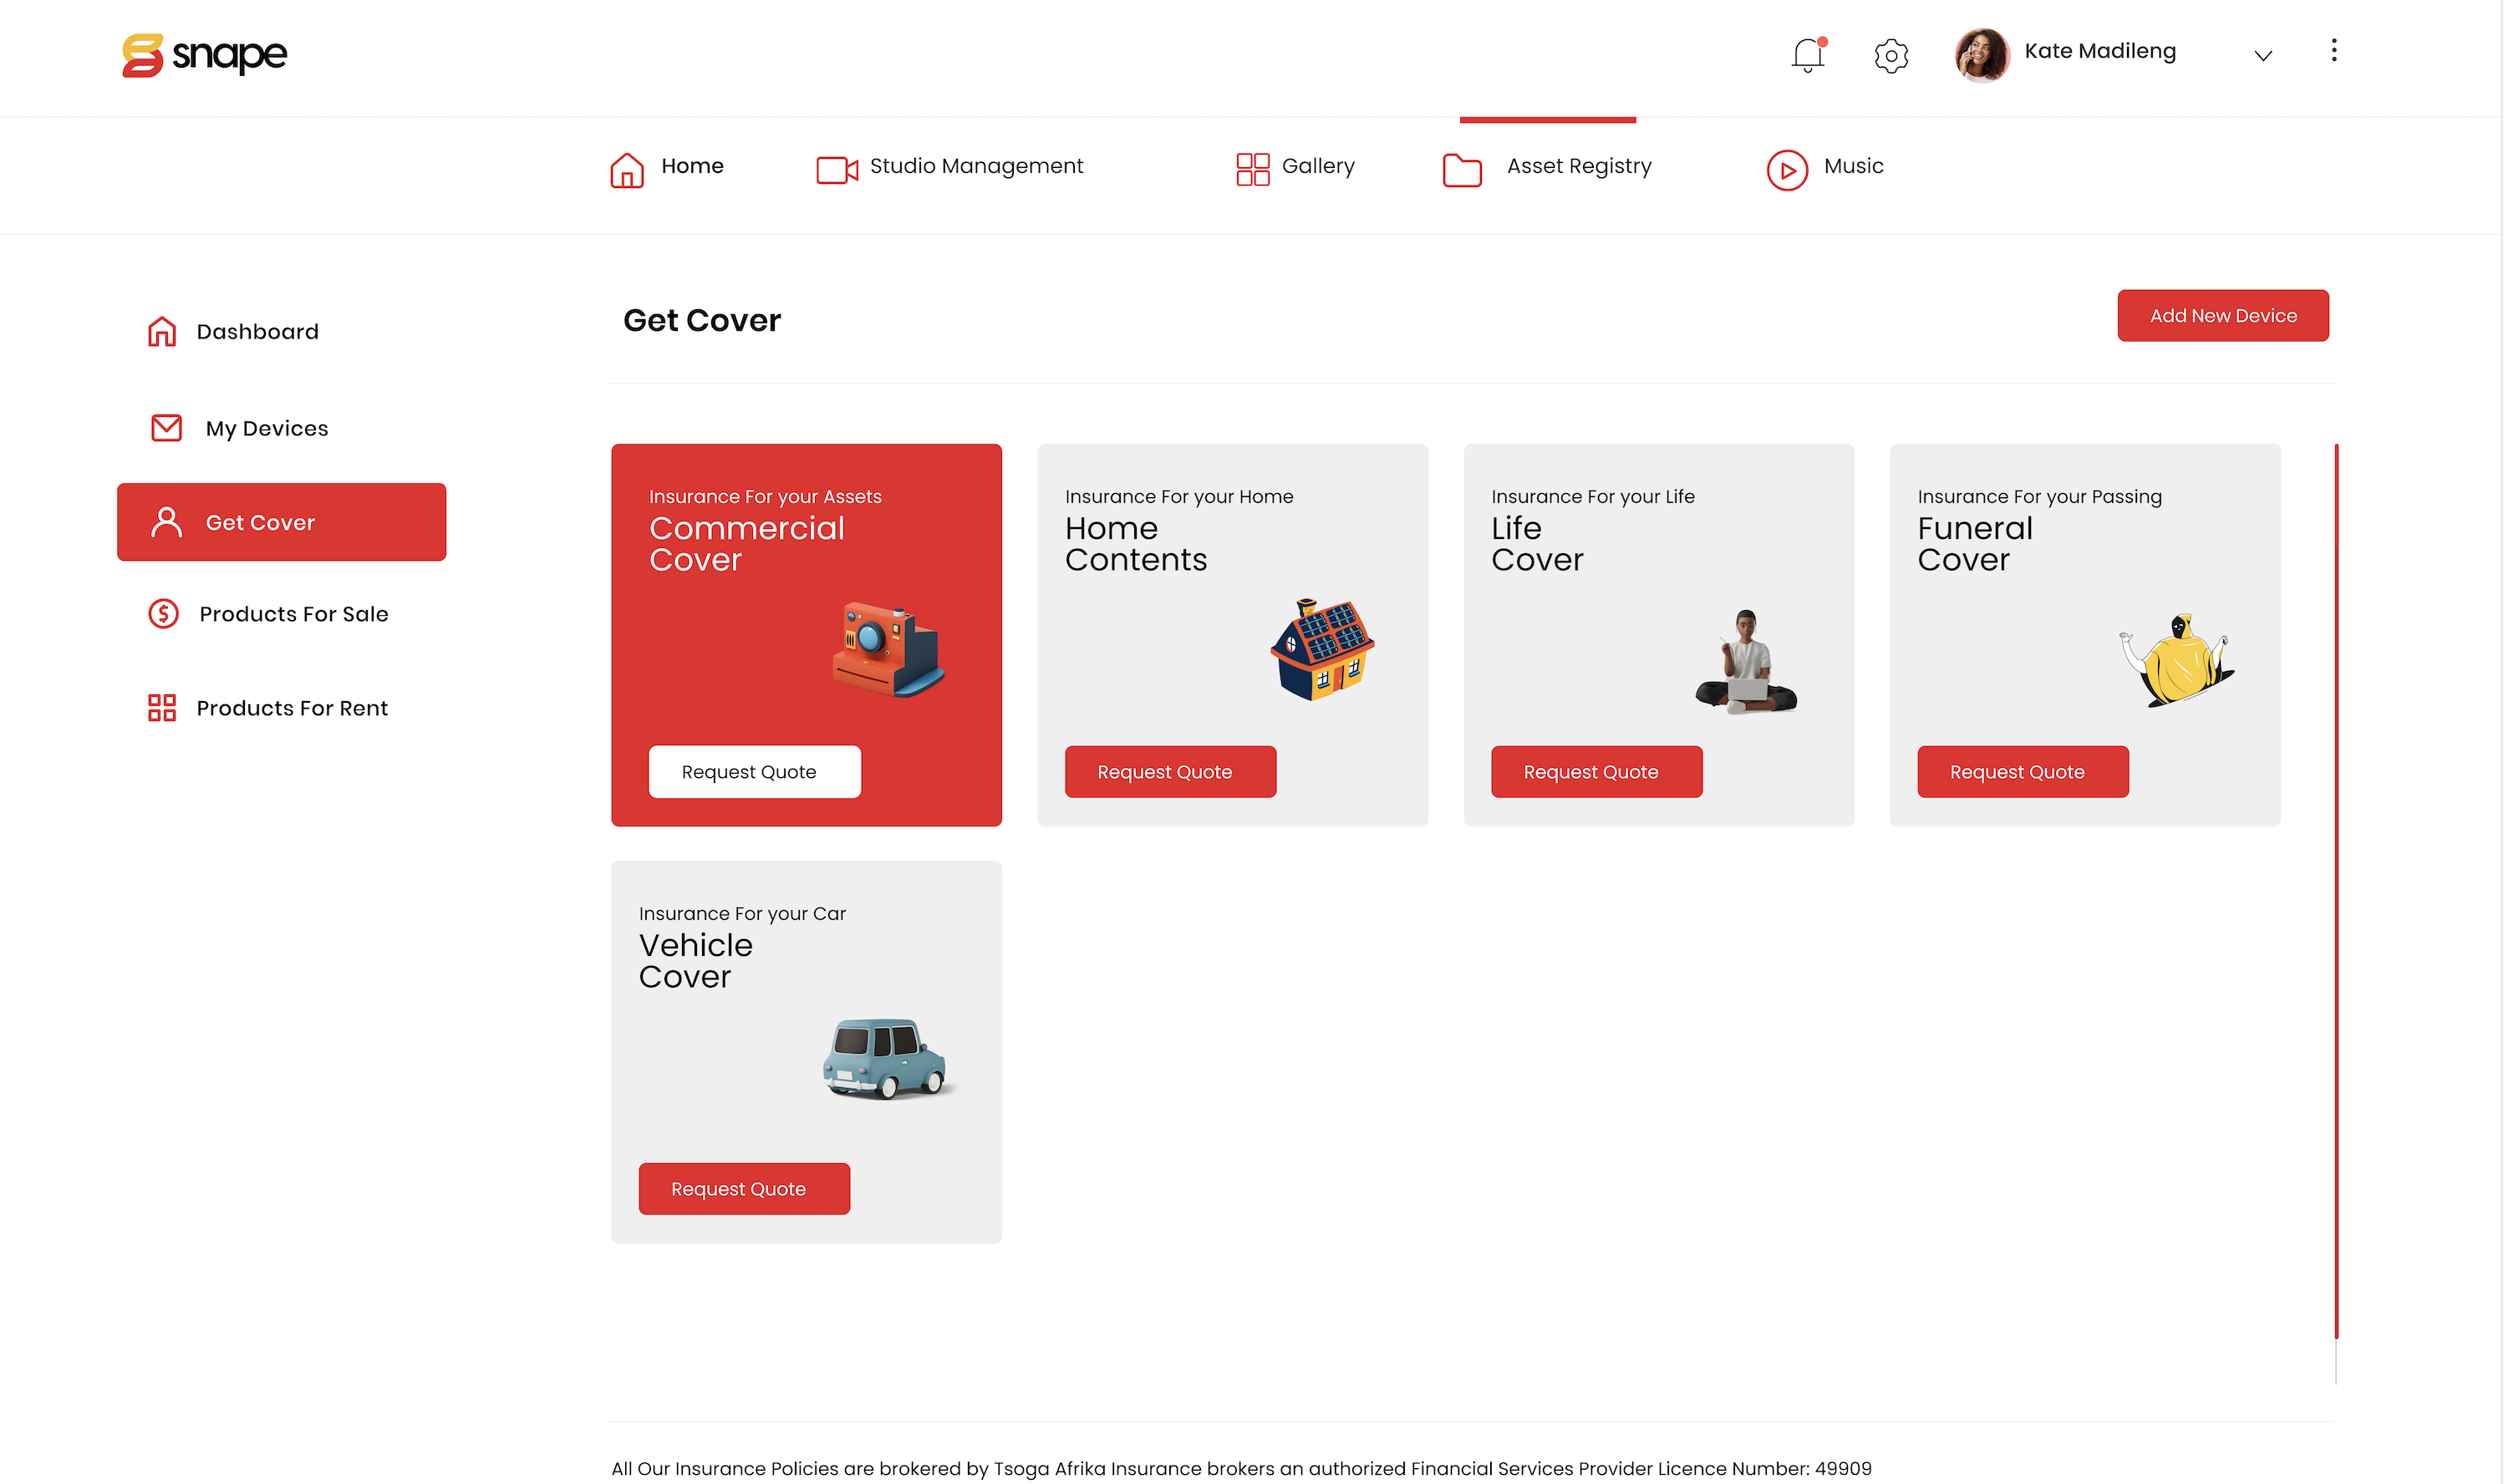 snape
Kate Madileng
Home
Studio Management
Gallery
Asset Registry
Music
Dashboard
My Devices
Get Cover
Products For Sale
Products For Rent
Get Cover
Add New Device
Insurance For your Assets
Commercial
Cover
Request Quote
Insurance For your Home
Home
Contents
Request Quote
Insurance For your Life
Life
Cover
Request Quote
Insurance For your Passing
Funeral
Cover
Request Quote
Insurance For your Car
Vehicle
Cover
Request Quote
All Our Insurance Policies are brokered by Tsoga Afrika Insurance brokers an authorized Financial Services Provider Licence Number: 49909